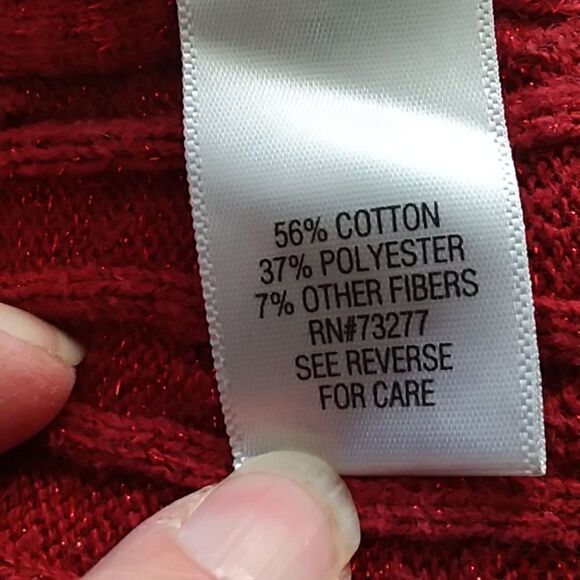 56% COTTON
37% POLYESTER
7% OTHER FIBERS
RN#73277
SEE REVERSE
FOR CARE